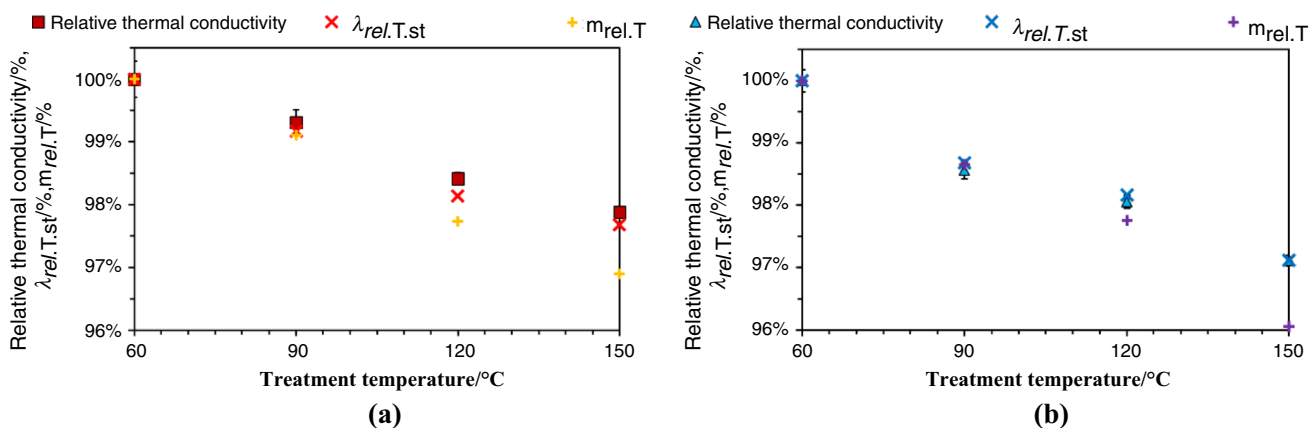 Relative thermal conductivity λrel.T.st mrel.T
Relative thermal conductivity/%,
λrel.T.st/%,mrel.T/%
100%
99%
98%
97%
96%
60 90 120 150
Treatment temperature/°C
(a)
Relative thermal conductivity λrel.T.st mrel.T
Relative thermal conductivity/%,
λrel.T.st/%,mrel.T/%
100%
99%
98%
97%
96%
60 90 120 150
Treatment temperature/°C
(b)